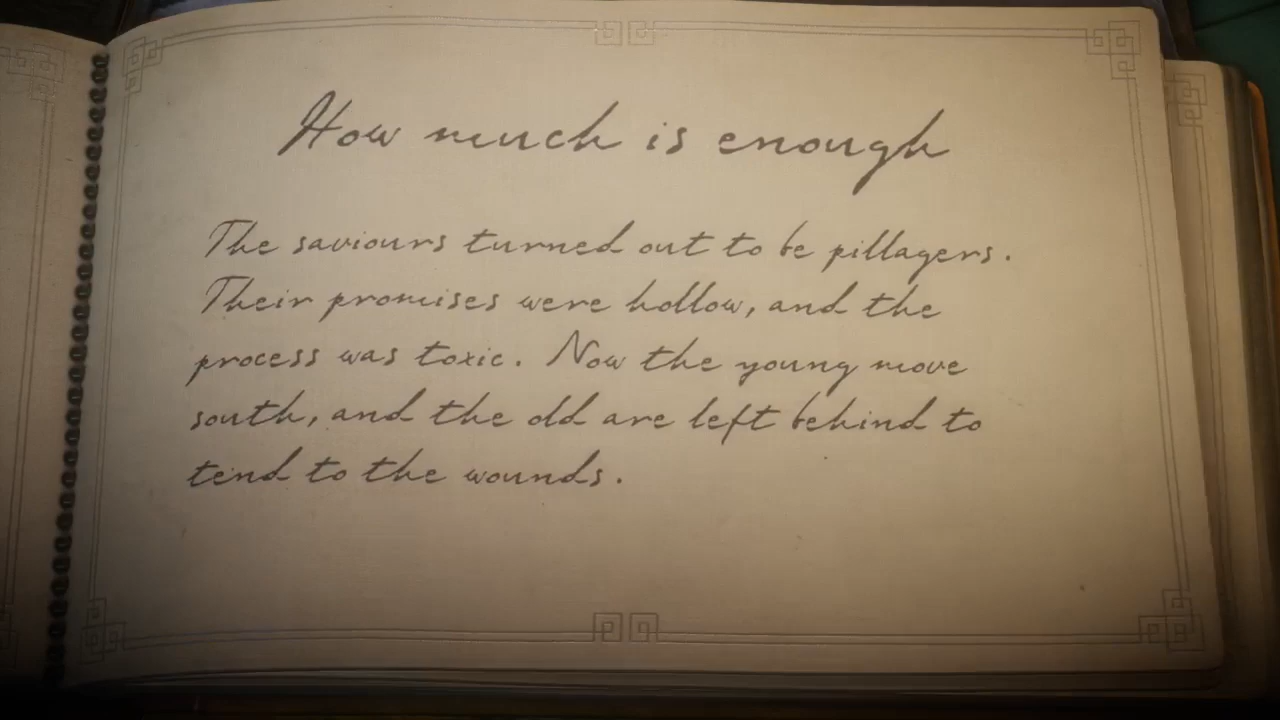 How much is enough
The saviours turned out to be pillagers.
Their promises were hollow, and the
process was toxic. Now the young move
south, and the old are left behind to
tend to the wounds.